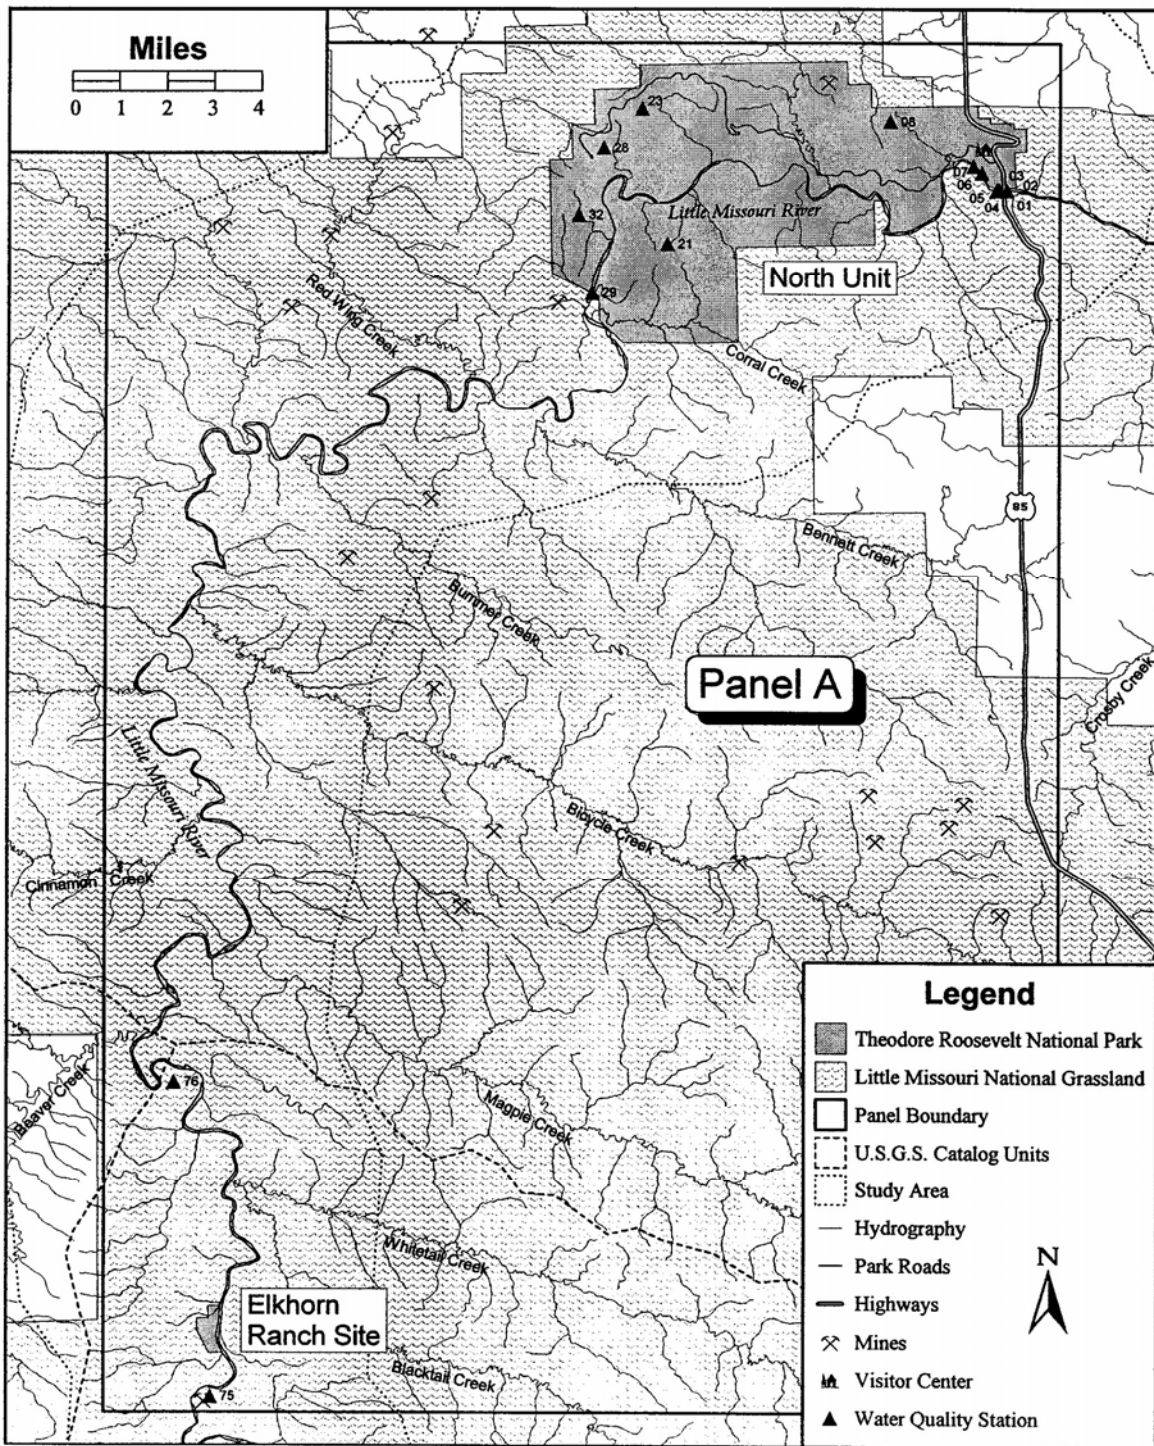 Miles
0 1 2 3 4
23
08
28
07
03
06
02
05
04
01
32
Little Missouri River
21
North Unit
29
Red Wing Creek
Corral Creek
85
Bennett Creek
Bummer Creek
Panel A
Crosby Creek
Little Missouri River
Bicycle Creek
Cinnamon Creek
Legend
Theodore Roosevelt National Park
Little Missouri National Grassland
Panel Boundary
U.S.G.S. Catalog Units
Study Area
Hydrography
Park Roads
Highways
Mines
Visitor Center
Water Quality Station
N
Beaver Creek
76
Magpie Creek
Whitetail Creek
Elkhorn
Ranch Site
Blacktail Creek
75